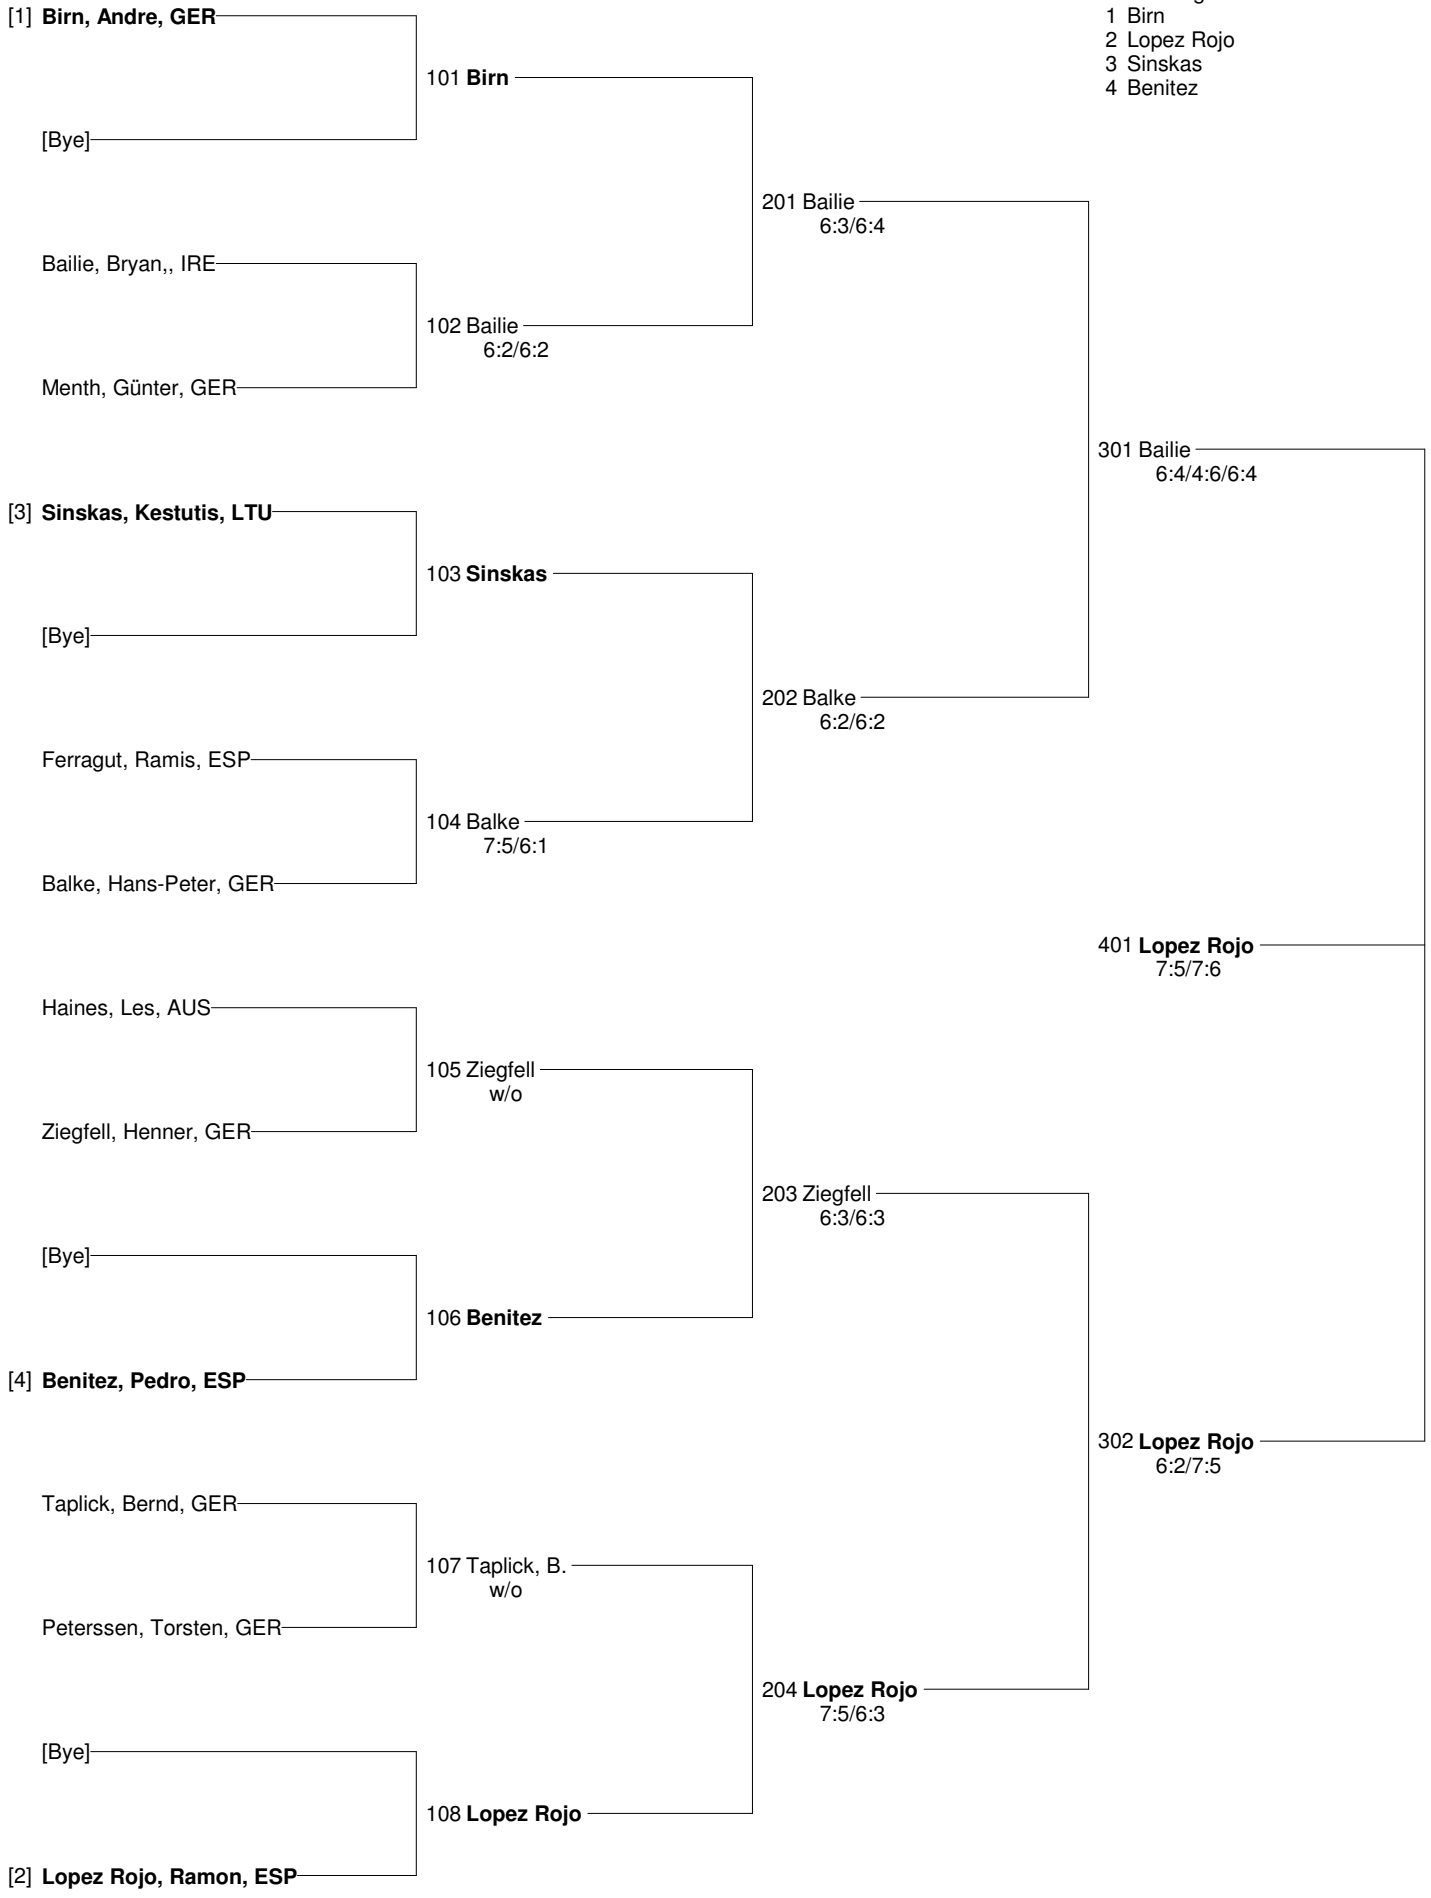 [1] Birn, Andre, GER
1 Birn
2 Lopez Rojo
3 Sinskas
4 Benitez
101 Birn
[Bye]
201 Bailie
6:3/6:4
Bailie, Bryan,, IRE
102 Bailie
6:2/6:2
Menth, Günter, GER
301 Bailie
6:4/4:6/6:4
[3] Sinskas, Kestutis, LTU
103 Sinskas
[Bye]
202 Balke
6:2/6:2
Ferragut, Ramis, ESP
104 Balke
7:5/6:1
Balke, Hans-Peter, GER
401 Lopez Rojo
7:5/7:6
Haines, Les, AUS
105 Ziegfell
w/o
Ziegfell, Henner, GER
203 Ziegfell
6:3/6:3
[Bye]
106 Benitez
[4] Benitez, Pedro, ESP
302 Lopez Rojo
6:2/7:5
Taplick, Bernd, GER
107 Taplick, B.
w/o
Peterssen, Torsten, GER
204 Lopez Rojo
7:5/6:3
[Bye]
108 Lopez Rojo
[2] Lopez Rojo, Ramon, ESP